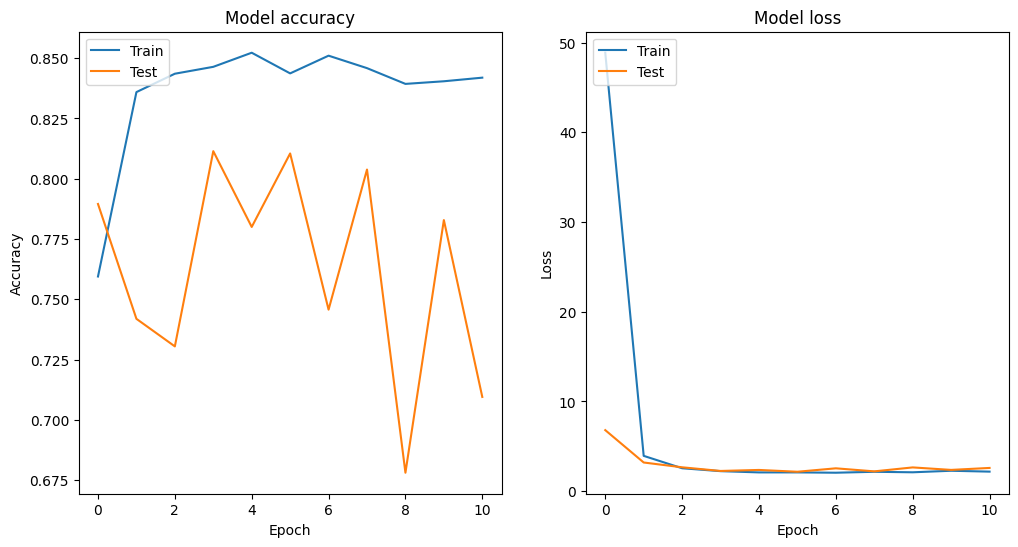 Model accuracy
Train
Test
0.850
0.825
0.800
0.775
0.750
0.725
0.700
0.675
Accuracy
0 2 4 6 8 10
Epoch
Model loss
Train
Test
50
40
30
20
10
0
Loss
0 2 4 6 8 10
Epoch